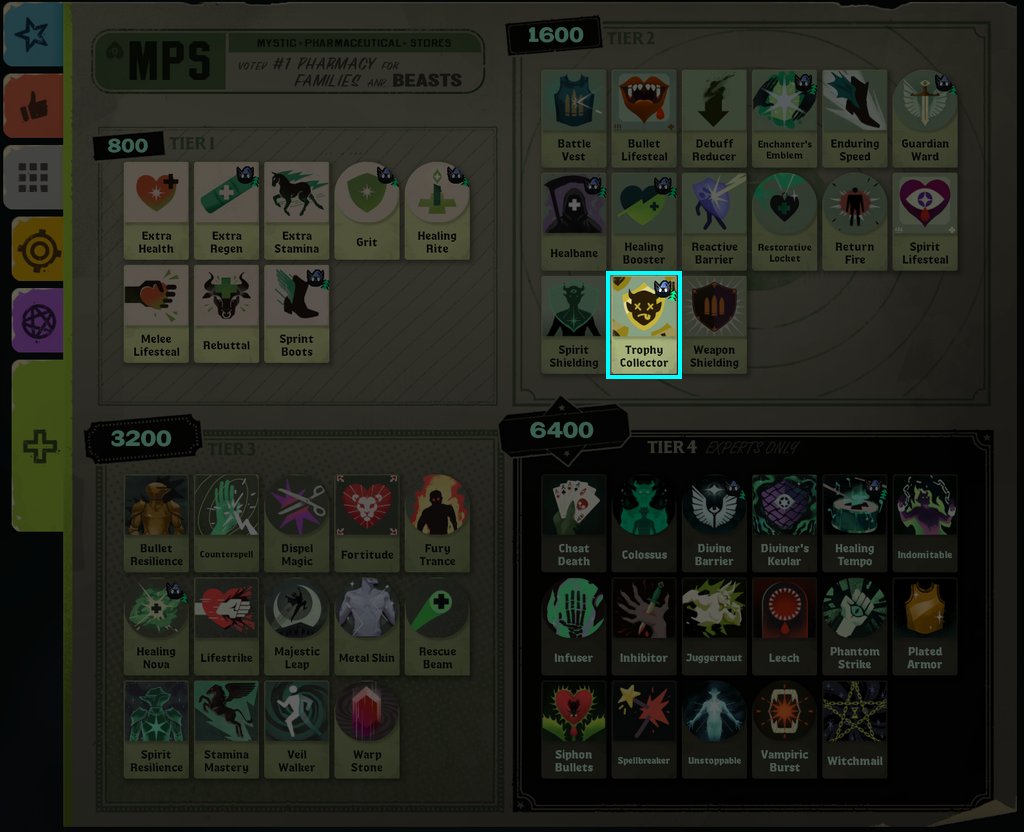 MPS
MYSTIC • PHARMACEUTICAL • STORES
VOTED #1 PHARMACY FOR
FAMILIES AND BEASTS
800 TIER 1
Extra Health
Extra Regen
Extra Stamina
Grit
Healing Rite
Melee Lifesteal
Rebuttal
Sprint Boots
1600 TIER 2
Battle Vest
Bullet Lifesteal
Debuff Reducer
Enchanter's Emblem
Enduring Speed
Guardian Ward
Healbane
Healing Booster
Reactive Barrier
Restorative Locket
Return Fire
Spirit Lifesteal
Spirit Shielding
Trophy Collector
Weapon Shielding
3200 TIER 3
Bullet Resilience
Counterspell
Dispel Magic
Fortitude
Fury Trance
Healing Nova
Lifestrike
Majestic Leap
Metal Skin
Rescue Beam
Spirit Resilience
Stamina Mastery
Veil Walker
Warp Stone
6400 TIER 4 EXPERTS ONLY
Cheat Death
Colossus
Divine Barrier
Diviner's Kevlar
Healing Tempo
Indomitable
Infuser
Inhibitor
Juggernaut
Leech
Phantom Strike
Plated Armor
Siphon Bullets
Spellbreaker
Unstoppable
Vampiric Burst
Witchmail